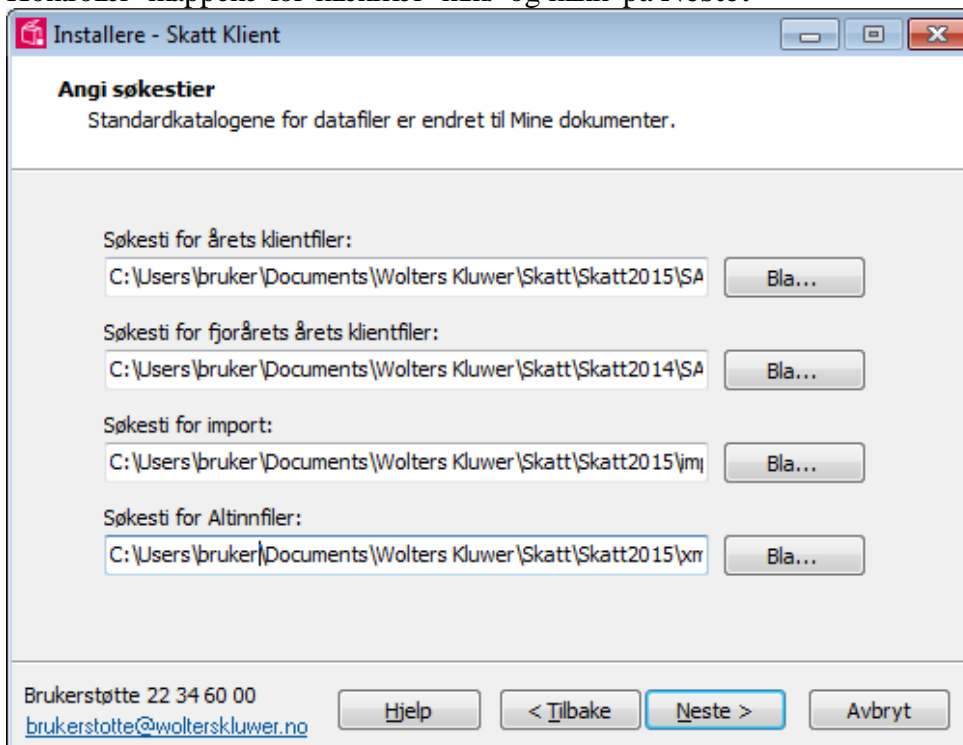 Installere - Skatt Klient
Angi søkestier
Standardkatalogene for datafiler er endret til Mine dokumenter.
Søkesti for årets klientfiler:
C:\Users\bruker\Documents\Wolters Kluwer\Skatt\Skatt2015\SA Bla...
Søkesti for fjorårets årets klientfiler:
C:\Users\bruker\Documents\Wolters Kluwer\Skatt\Skatt2014\SA Bla...
Søkesti for import:
C:\Users\bruker\Documents\Wolters Kluwer\Skatt\Skatt2015\im Bla...
Søkesti for Altinnfiler:
C:\Users\bruker\Documents\Wolters Kluwer\Skatt\Skatt2015\xm Bla...
Brukerstøtte 22 34 60 00
brukerstotte@wolterskluwer.no Hjelp < Tilbake Neste > Avbryt